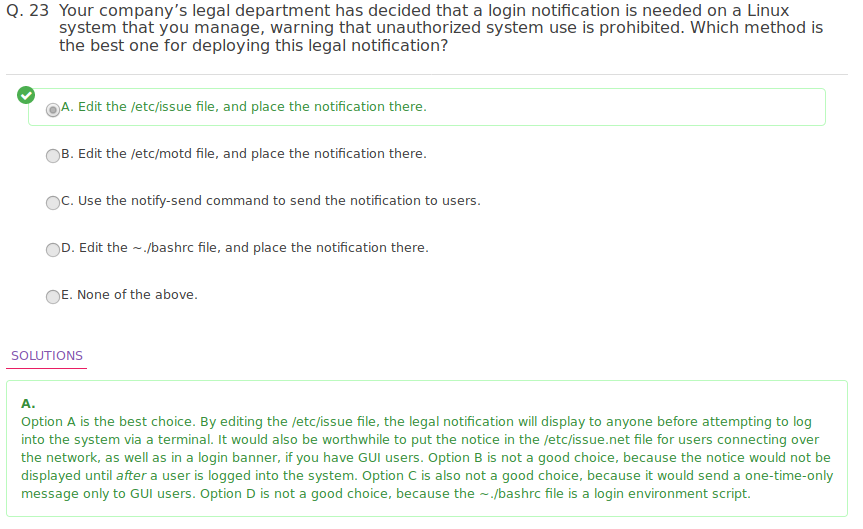 Q. 23 Your company’s legal department has decided that a login notification is needed on a Linux
system that you manage, warning that unauthorized system use is prohibited. Which method is
the best one for deploying this legal notification?
A. Edit the /etc/issue file, and place the notification there.
B. Edit the /etc/motd file, and place the notification there.
C. Use the notify-send command to send the notification to users.
D. Edit the ~./bashrc file, and place the notification there.
E. None of the above.
SOLUTIONS
A.
Option A is the best choice. By editing the /etc/issue file, the legal notification will display to anyone before attempting to log
into the system via a terminal. It would also be worthwhile to put the notice in the /etc/issue.net file for users connecting over
the network, as well as in a login banner, if you have GUI users. Option B is not a good choice, because the notice would not be
displayed until after a user is logged into the system. Option C is also not a good choice, because it would send a one-time-only
message only to GUI users. Option D is not a good choice, because the ~./bashrc file is a login environment script.